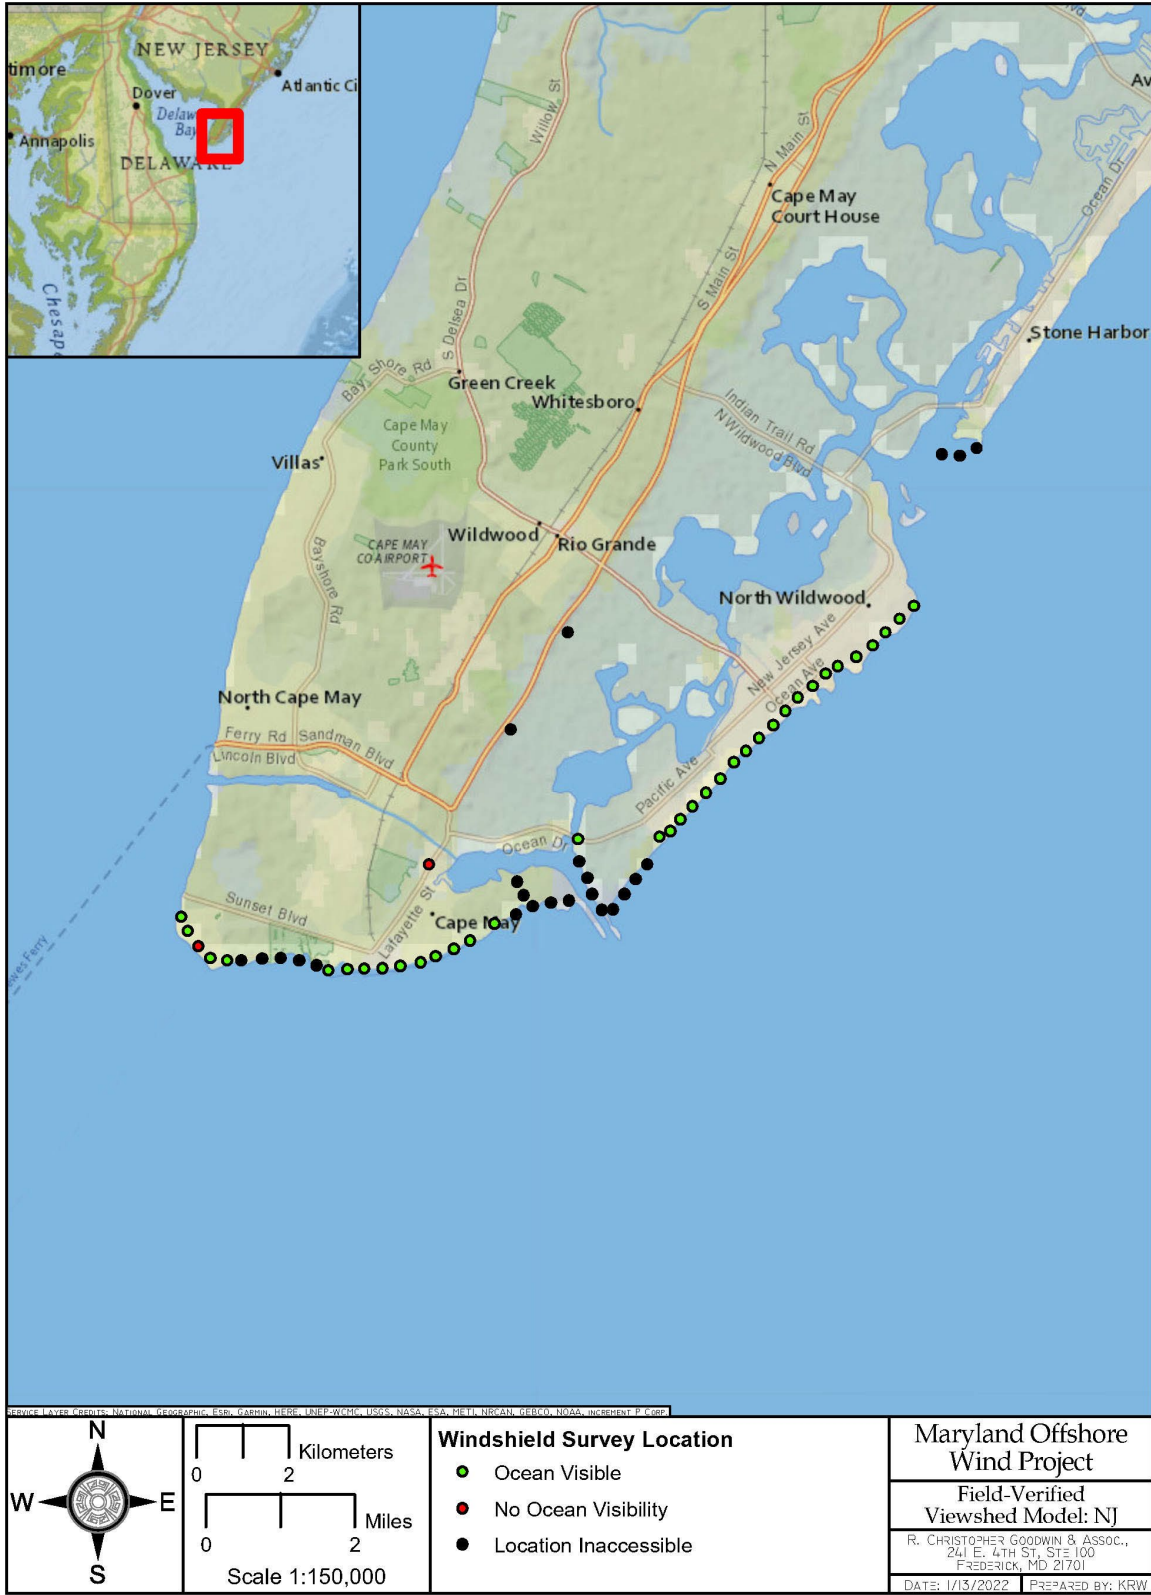 NEW JERSEY
timore
Dover
Atlantic Ci
Delaw
Bay
Annapolis
DELAWARE
Chesap
Willow St
N Main St
Cape May
Court House
Av
Ocean Dr
S Main St
S Delsea Dr
Stone Harbor
Bay Shore Rd
Green Creek
Whitesboro
Indian Trail Rd
N Wildwood Blvd
Cape May
County
Park South
Villas
Wildwood
Rio Grande
CAPE MAY
CO AIRPORT
Bayshore Rd
North Wildwood
New Jersey Ave
Ocean Ave
North Cape May
Ferry Rd
Sandman Blvd
Lincoln Blvd
Pacific Ave
Ocean Dr
Sunset Blvd
Lafayette St
Cape May
ewes Ferry
SERVICE LAYER CREDITS: NATIONAL GEOGRAPHIC, ESRI, GARMIN, HERE, UNEP-WCMC, USGS, NASA, ESA, METI, NRCAN, GEBCO, NOAA, INCREMENT P CORP.
N
W
E
S
Kilometers
0 2
Miles
0 2
Scale 1:150,000
Windshield Survey Location
Ocean Visible
No Ocean Visibility
Location Inaccessible
Maryland Offshore
Wind Project
Field-Verified
Viewshed Model: NJ
R. CHRISTOPHER GOODWIN & ASSOC.,
241 E. 4TH ST, STE 100
FREDERICK, MD 21701
DATE: 1/13/2022
PREPARED BY: KRW